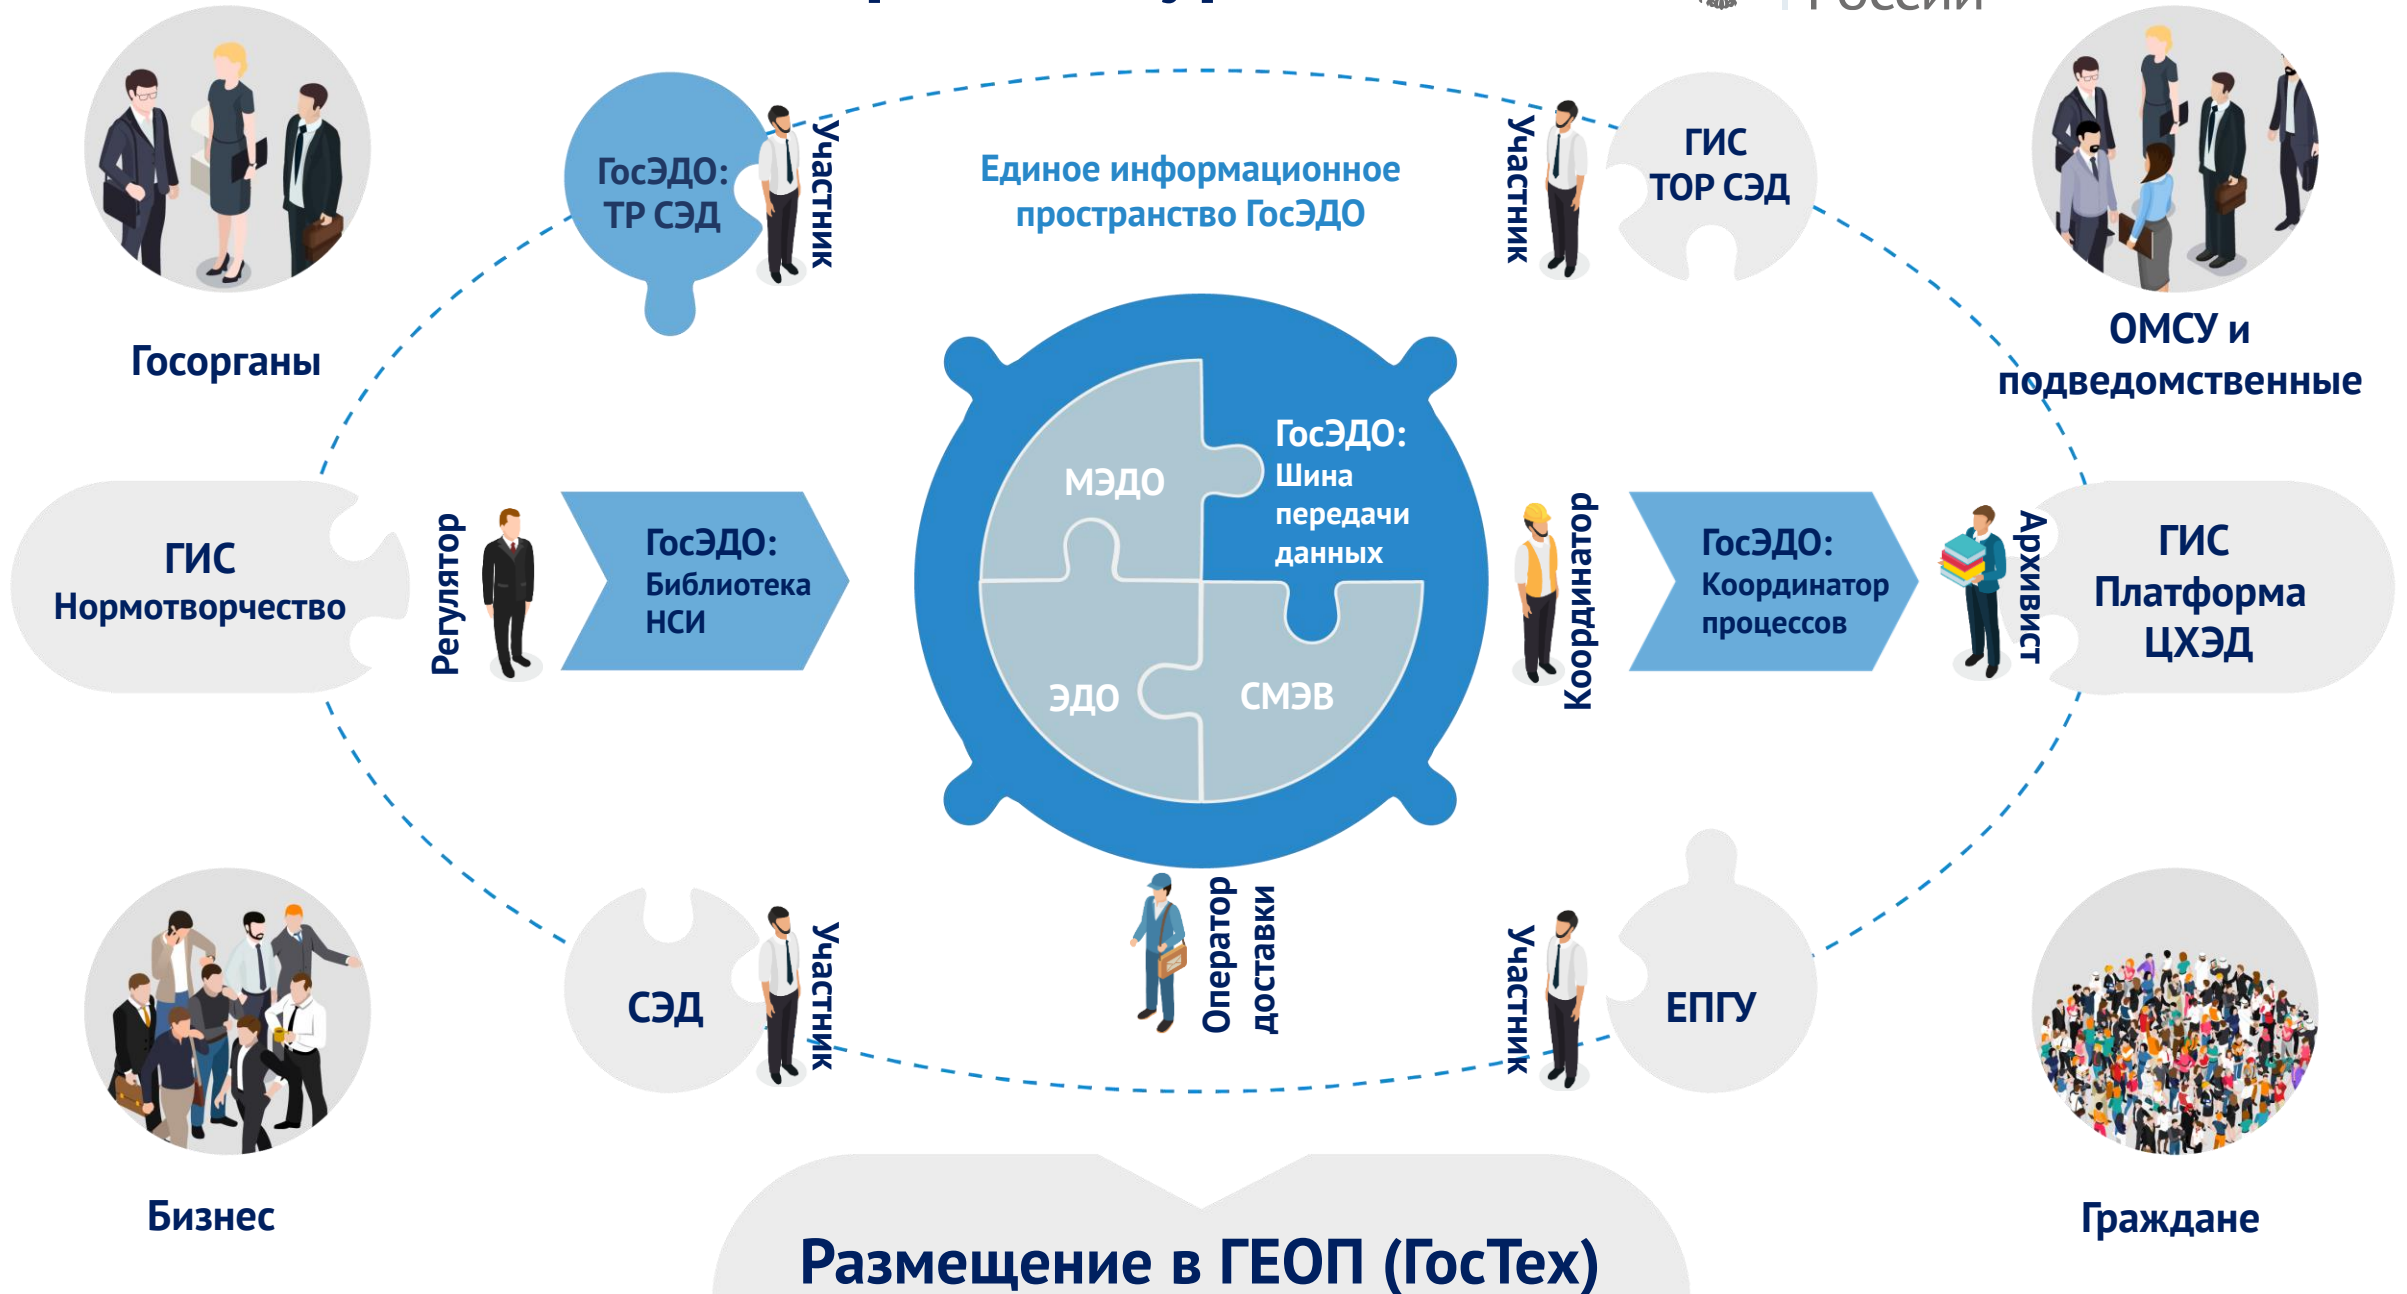 России
ГосЭДО:
ТР СЭД
Участник
Единое информационное
пространство ГосЭДО
Участник
ГИС
ТОР СЭД
Госорганы
ОМСУ и
подведомственные
ГИС
Нормотворчество
Регулятор
ГосЭДО:
Библиотека
НСИ
МЭДО
ГосЭДО:
Шина
передачи
данных
ЭДО
СМЭВ
Координатор
ГосЭДО:
Координатор
процессов
Архивист
ГИС
Платформа
ЦХЭД
СЭД
Участник
Оператор
доставки
Участник
ЕПГУ
Бизнес
Граждане
Размещение в ГЕОП (ГосТех)